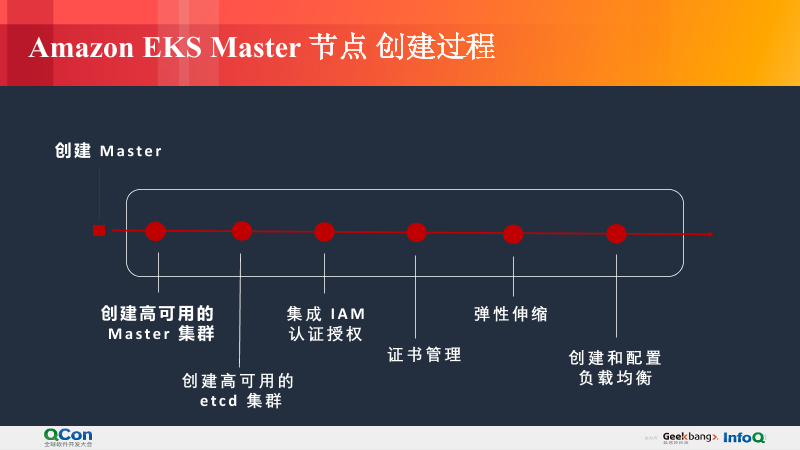 Amazon EKS Master 节点 创建过程
创建 Master
创建高可用的
Master 集群
创建高可用的
etcd 集群
集成 IAM
认证授权
证书管理
弹性伸缩
创建和配置
负载均衡
QCon
全球软件开发大会
Geekbang>.
InfoQ